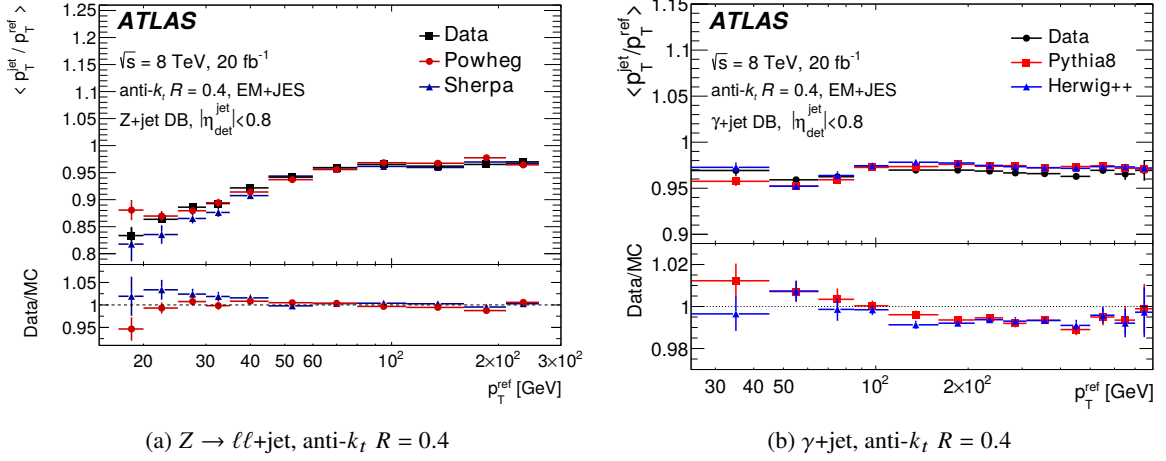 ATLAS
√s = 8 TeV, 20 fb⁻¹
anti-k_t R = 0.4, EM+JES
Z+jet DB, |η_det^jet|<0.8
Data
Powheg
Sherpa
< p_T^jet / p_T^ref >
1.25
1.2
1.15
1.1
1.05
1
0.95
0.9
0.85
0.8
Data/MC
1.05
1
0.95
20 30 40 50 60 10² 2×10² 3×10²
p_T^ref [GeV]
(a) Z → ℓℓ+jet, anti-k_t R = 0.4
ATLAS
√s = 8 TeV, 20 fb⁻¹
anti-k_t R = 0.4, EM+JES
γ+jet DB, |η_det^jet|<0.8
Data
Pythia8
Herwig++
<p_T^jet/p_T^ref>
1.15
1.1
1.05
1
0.95
0.9
Data/MC
1.02
1
0.98
30 40 50 10² 2×10²
p_T^ref [GeV]
(b) γ+jet, anti-k_t R = 0.4